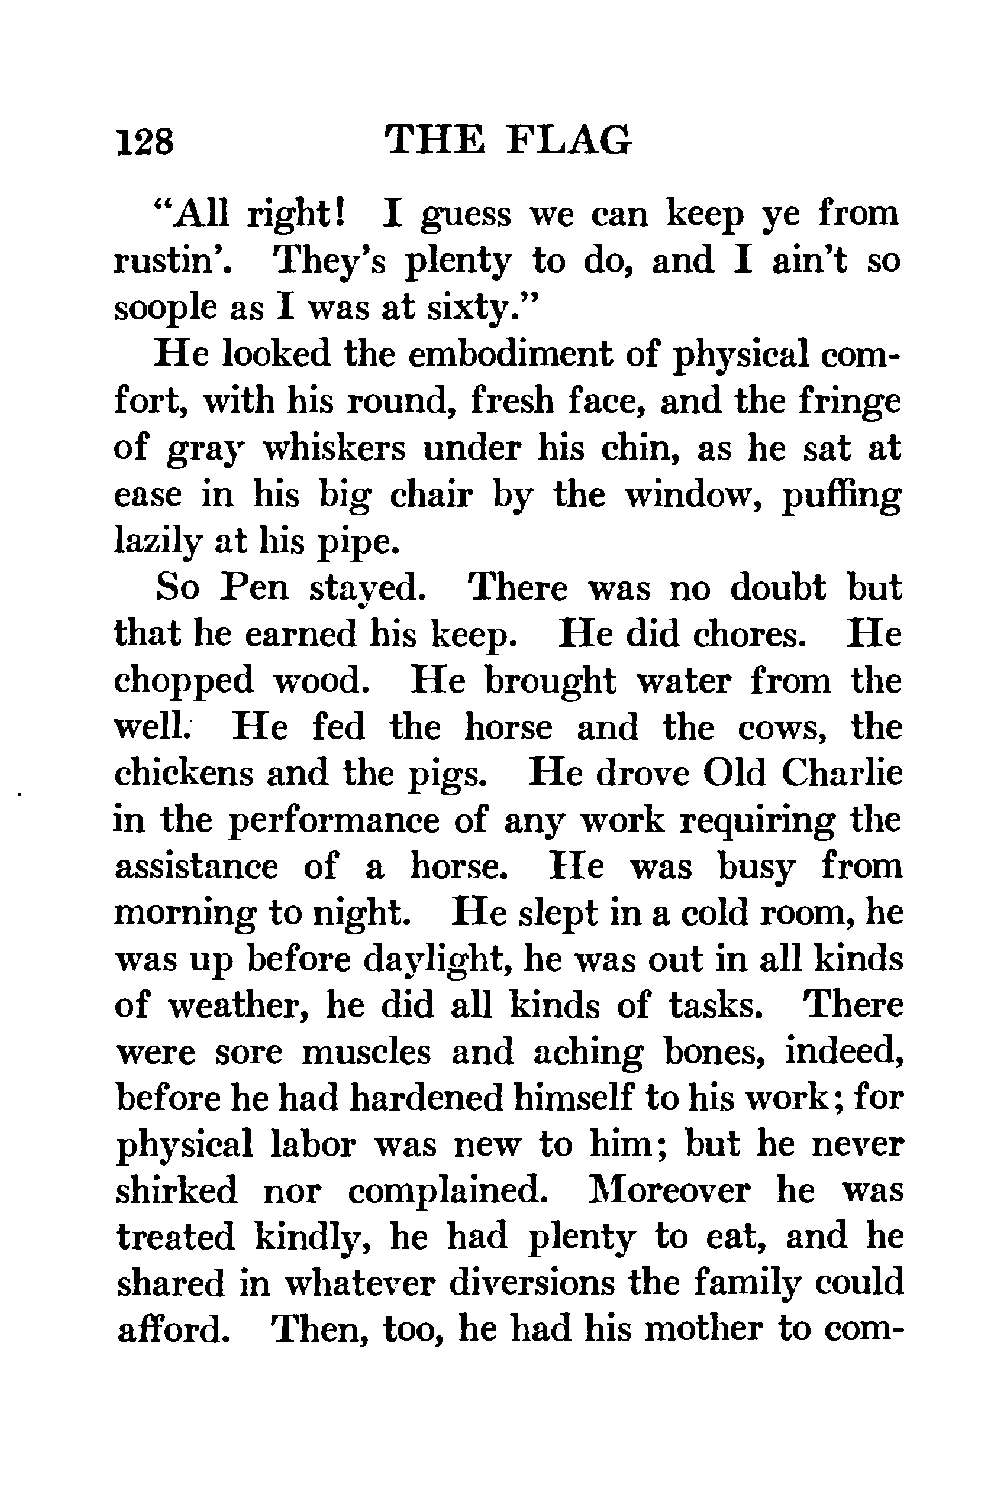 128 THE FLAG
“All right! I guess we can keep ye from
rustin’. They’s plenty to do, and I ain’t so
soople as I was at sixty.”
He looked the embodiment of physical com-
fort, with his round, fresh face, and the fringe
of gray whiskers under his chin, as he sat at
ease in his big chair by the window, puffing
lazily at his pipe.
So Pen stayed. There was no doubt but
that he earned his keep. He did chores. He
chopped wood. He brought water from the
well. He fed the horse and the cows, the
chickens and the pigs. He drove Old Charlie
in the performance of any work requiring the
assistance of a horse. He was busy from
morning to night. He slept in a cold room, he
was up before daylight, he was out in all kinds
of weather, he did all kinds of tasks. There
were sore muscles and aching bones, indeed,
before he had hardened himself to his work; for
physical labor was new to him; but he never
shirked nor complained. Moreover he was
treated kindly, he had plenty to eat, and he
shared in whatever diversions the family could
afford. Then, too, he had his mother to com-